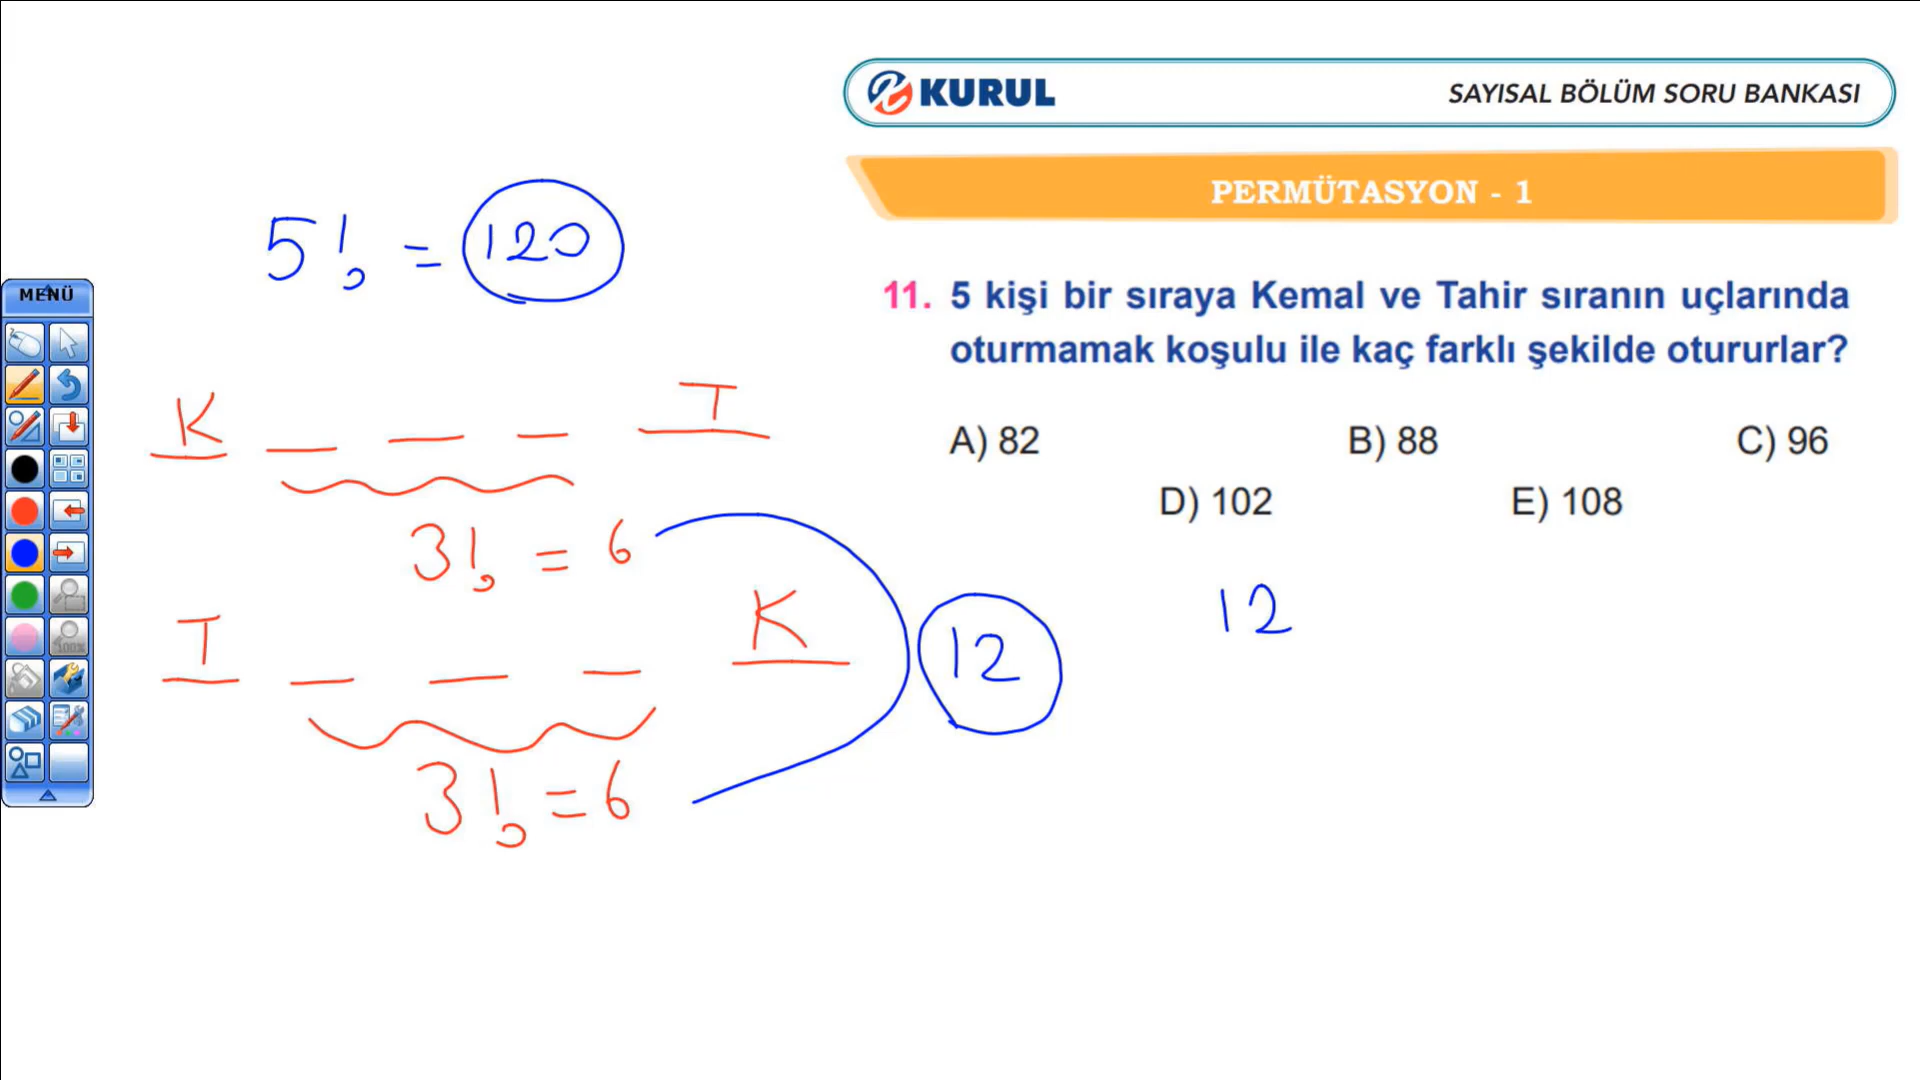 KURUL
SAYISAL BÖLÜM SORU BANKASI
PERMÜTASYON - 1
11. 5 kişi bir sıraya Kemal ve Tahir sıranın uçlarında
oturmamak koşulu ile kaç farklı şekilde otururlar?
A) 82 B) 88 C) 96
D) 102 E) 108
5! = 120
MENÜ
K T
3! = 6
T K
3! = 6
12
12
100%